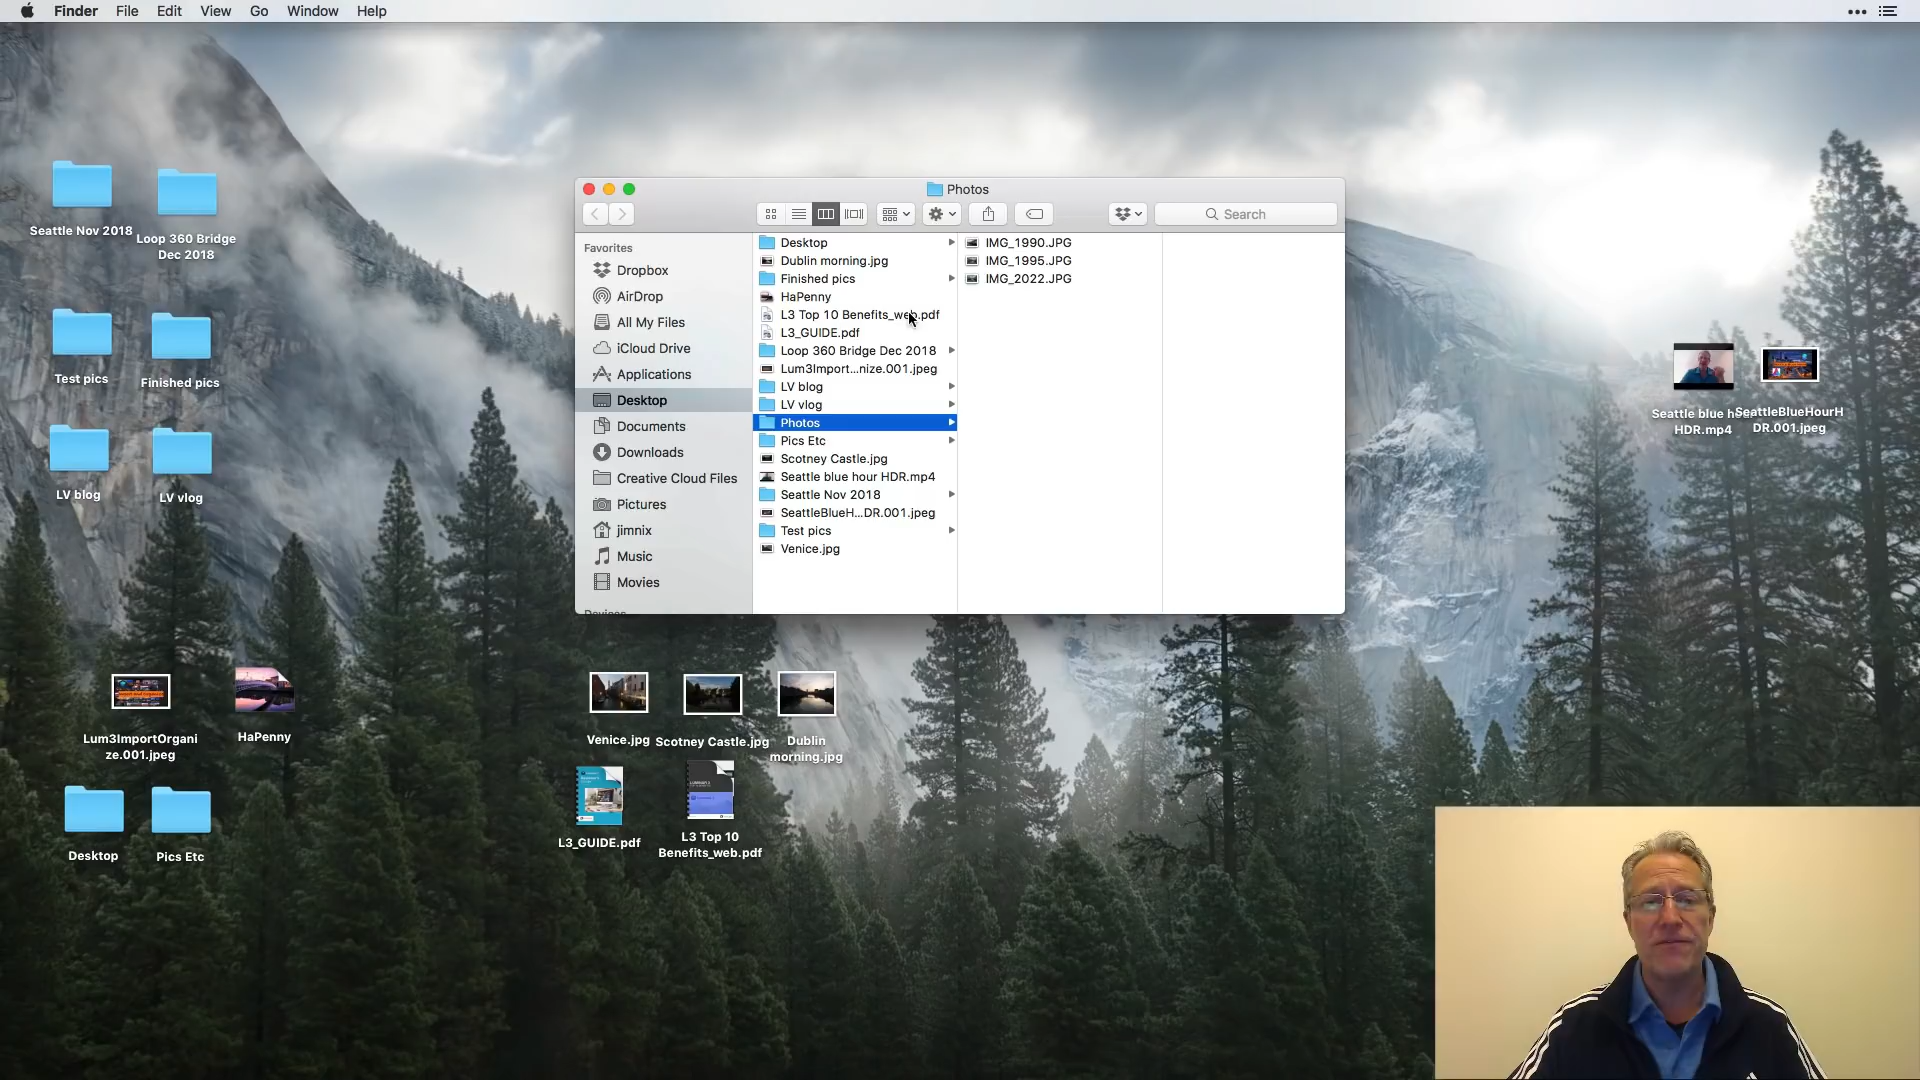 Finder File Edit View Go Window Help
Photos
Search
Favorites
Dropbox
AirDrop
All My Files
iCloud Drive
Applications
Desktop
Documents
Downloads
Creative Cloud Files
Pictures
jimnix
Music
Movies
Devices
Desktop
Dublin morning.jpg
Finished pics
HaPenny
L3 Top 10 Benefits_web.pdf
L3_GUIDE.pdf
Loop 360 Bridge Dec 2018
Lum3Import...nize.001.jpeg
LV blog
LV vlog
Photos
Pics Etc
Scotney Castle.jpg
Seattle blue hour HDR.mp4
Seattle Nov 2018
SeattleBlueH...DR.001.jpeg
Test pics
Venice.jpg
IMG_1990.JPG
IMG_1995.JPG
IMG_2022.JPG
Seattle Nov 2018
Loop 360 Bridge
Dec 2018
Test pics
Finished pics
LV blog
LV vlog
Seattle blue h
HDR.mp4
SeattleBlueHourH
DR.001.jpeg
Lum3ImportOrgani
ze.001.jpeg
HaPenny
Desktop
Pics Etc
Venice.jpg
Scotney Castle.jpg
Dublin
morning.jpg
L3_GUIDE.pdf
L3 Top 10
Benefits_web.pdf